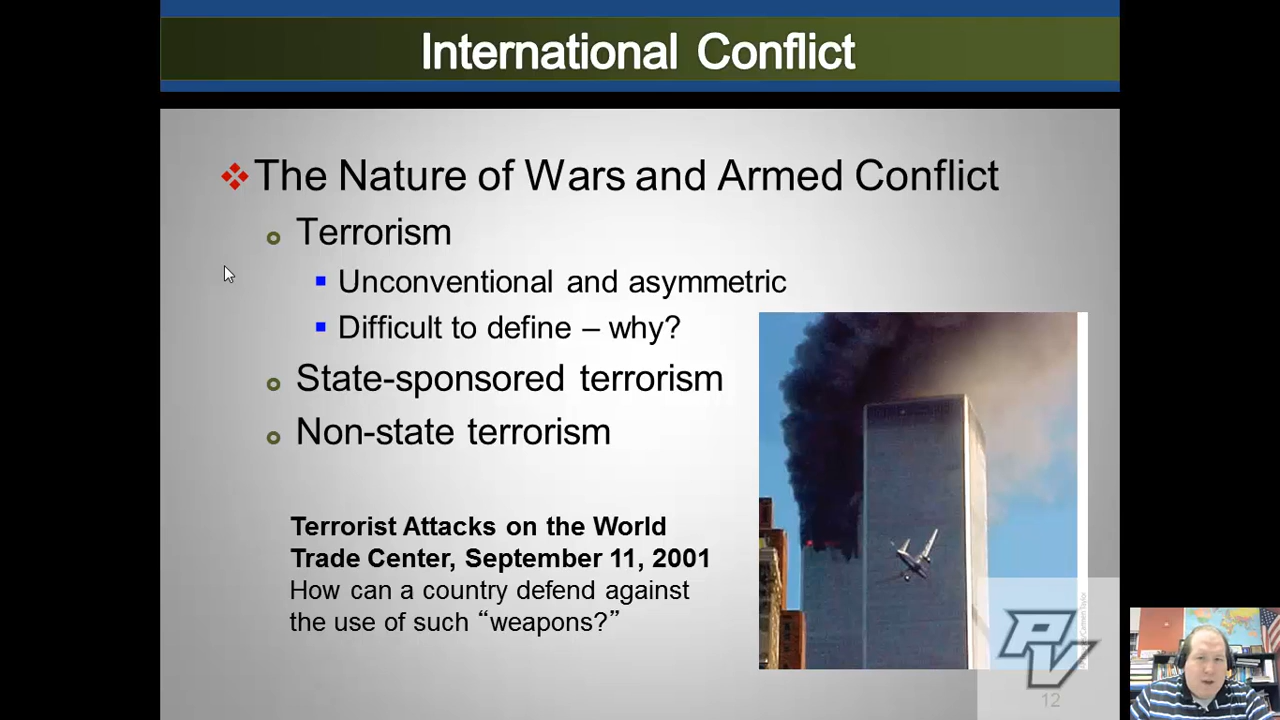 International Conflict
The Nature of Wars and Armed Conflict
Terrorism
Unconventional and asymmetric
Difficult to define – why?
State-sponsored terrorism
Non-state terrorism
Terrorist Attacks on the World
Trade Center, September 11, 2001
How can a country defend against
the use of such “weapons?”
PV
12